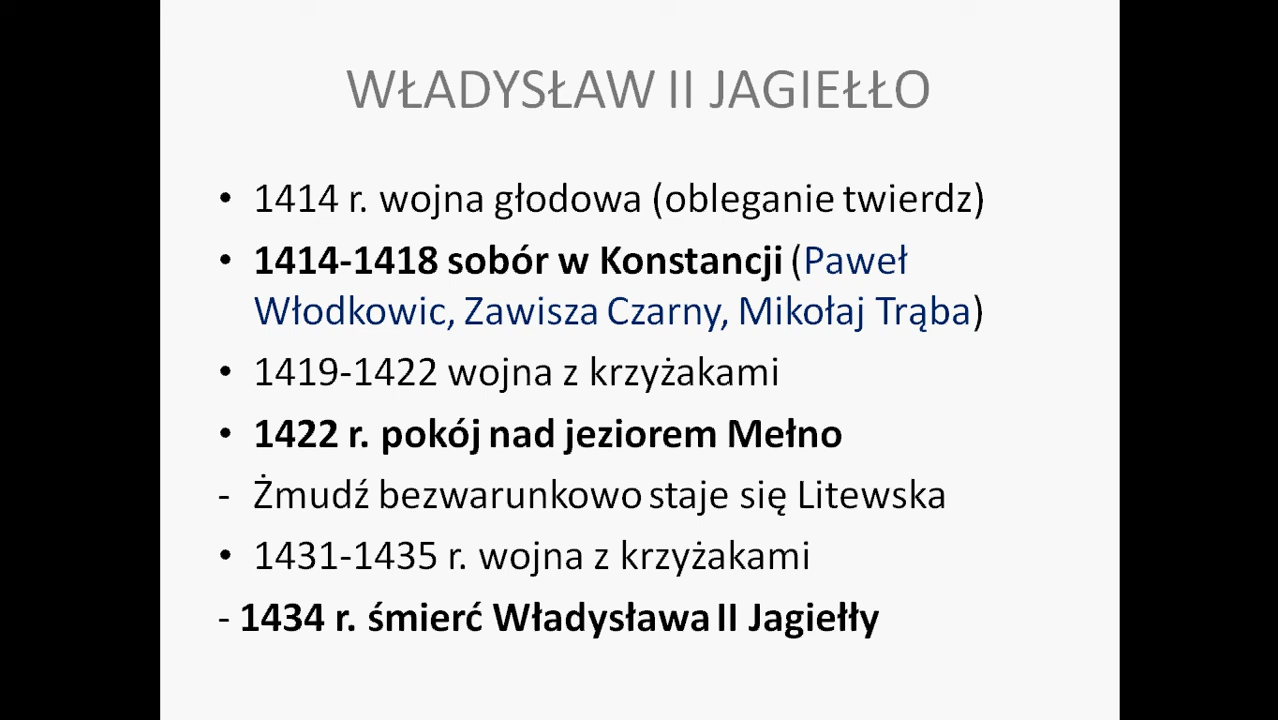 WŁADYSŁAW II JAGIEŁŁO
• 1414 r. wojna głodowa (obleganie twierdz)
• 1414-1418 sobór w Konstancji (Paweł
Włodkowic, Zawisza Czarny, Mikołaj Trąba)
• 1419-1422 wojna z krzyżakami
• 1422 r. pokój nad jeziorem Mełno
- Żmudź bezwarunkowo staje się Litewska
• 1431-1435 r. wojna z krzyżakami
- 1434 r. śmierć Władysława II Jagiełły